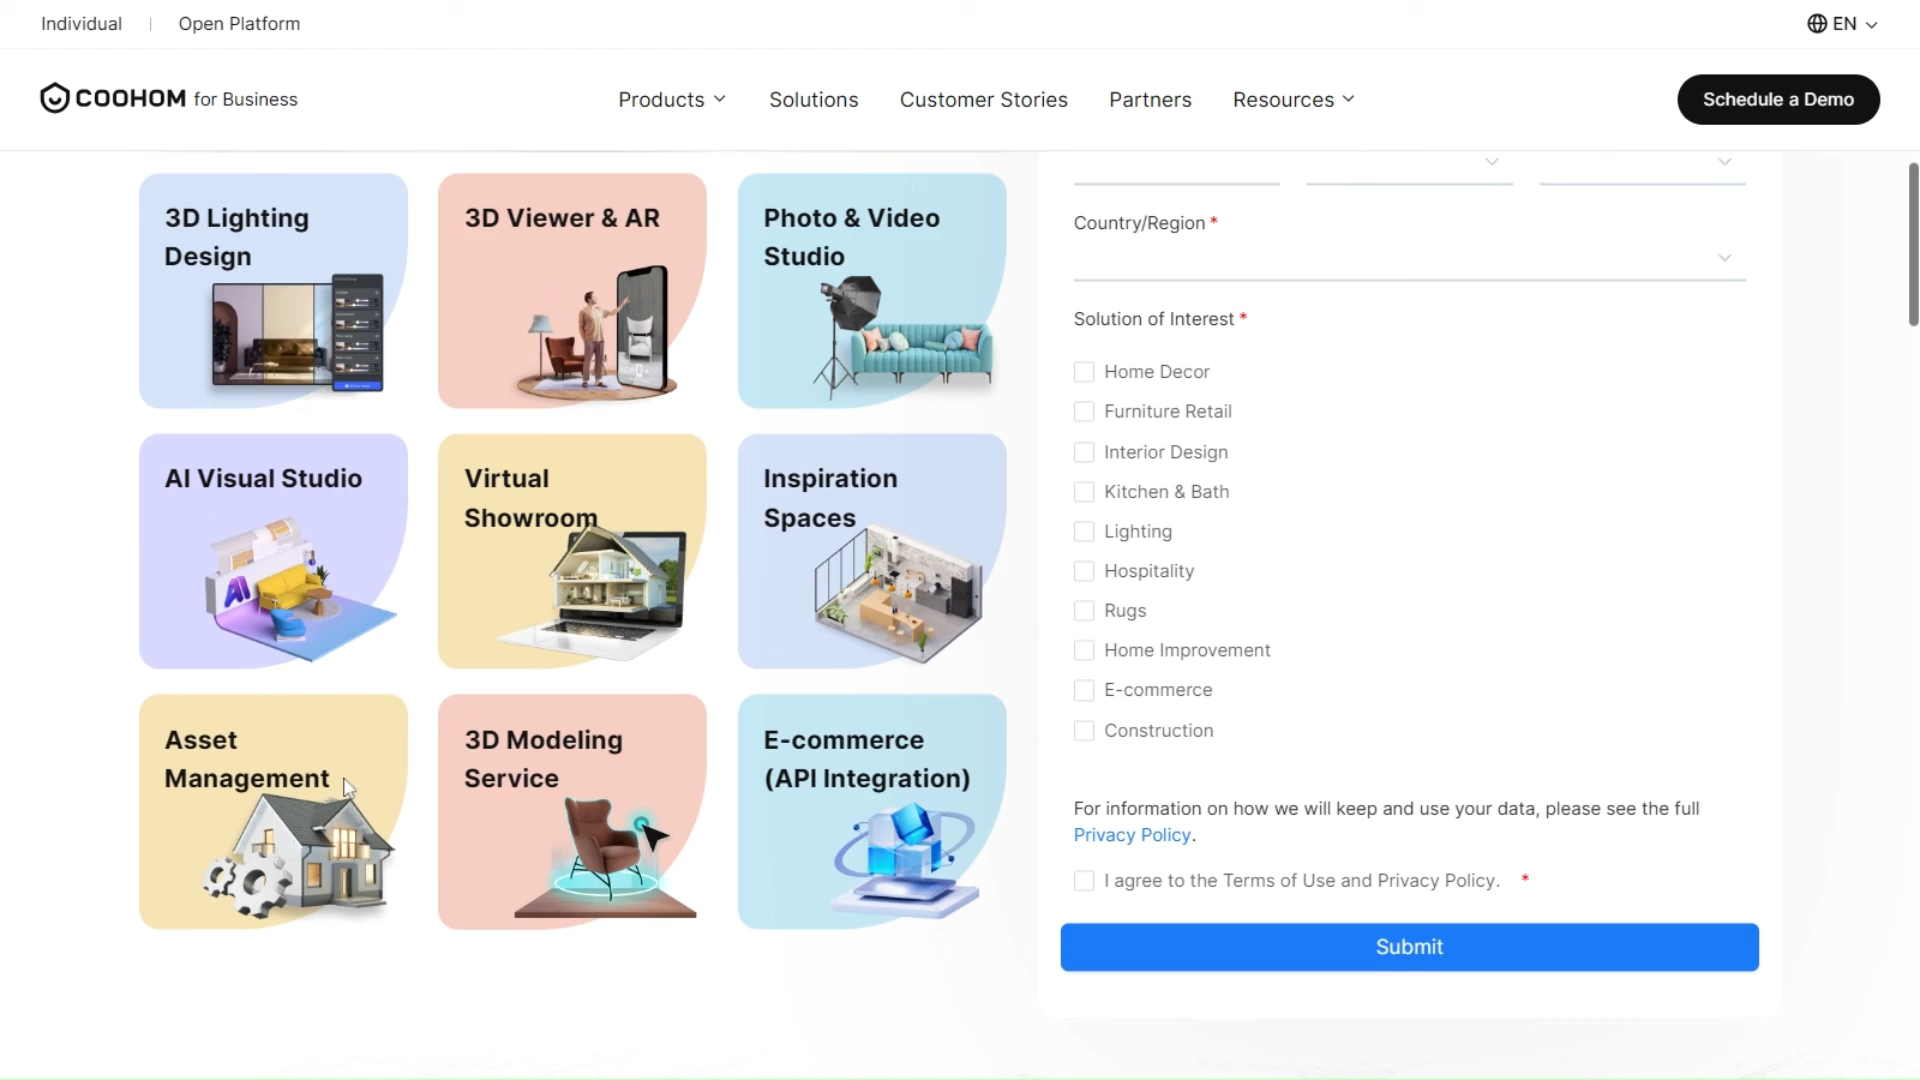 Individual
Open Platform
EN
COOHOM for Business
Products
Solutions
Customer Stories
Partners
Resources
Schedule a Demo
3D Lighting
Design
3D Viewer & AR
Photo & Video
Studio
AI Visual Studio
AI
Virtual
Showroom
Inspiration
Spaces
Asset
Management
3D Modeling
Service
E-commerce
(API Integration)
Country/Region *
Solution of Interest *
Home Decor
Furniture Retail
Interior Design
Kitchen & Bath
Lighting
Hospitality
Rugs
Home Improvement
E-commerce
Construction
For information on how we will keep and use your data, please see the full
Privacy Policy.
I agree to the Terms of Use and Privacy Policy. *
Submit